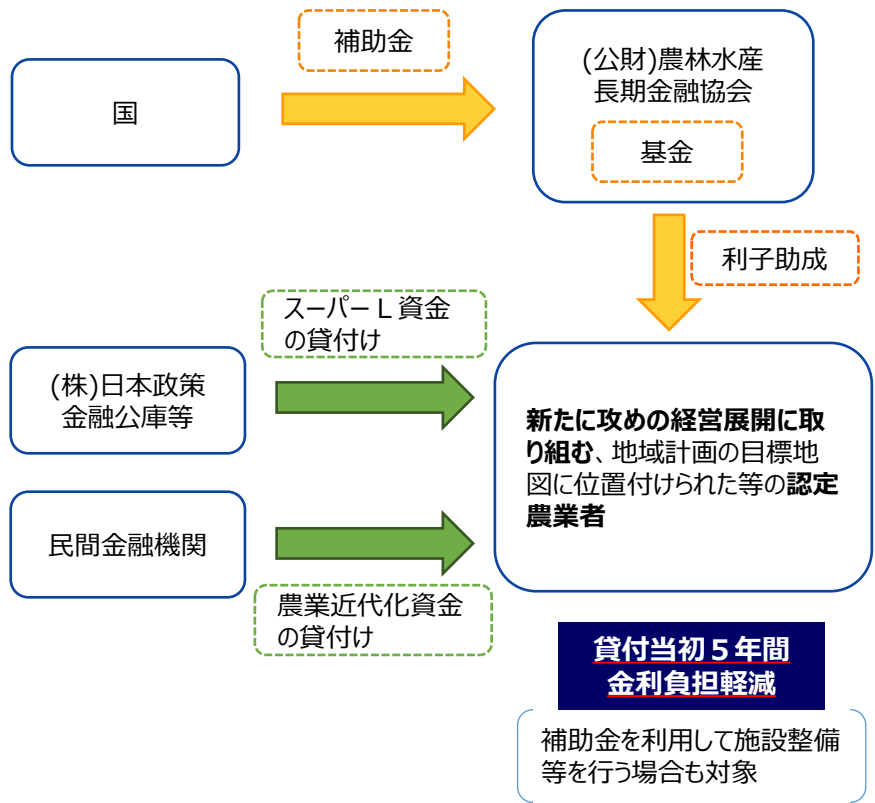 補助金
国
(公財)農林水産
長期金融協会
基金
利子助成
スーパーＬ資金
の貸付け
(株)日本政策
金融公庫等
新たに攻めの経営展開に取
り組む、地域計画の目標地
図に位置付けられた等の認定
農業者
民間金融機関
農業近代化資金
の貸付け
貸付当初５年間
金利負担軽減
補助金を利用して施設整備
等を行う場合も対象